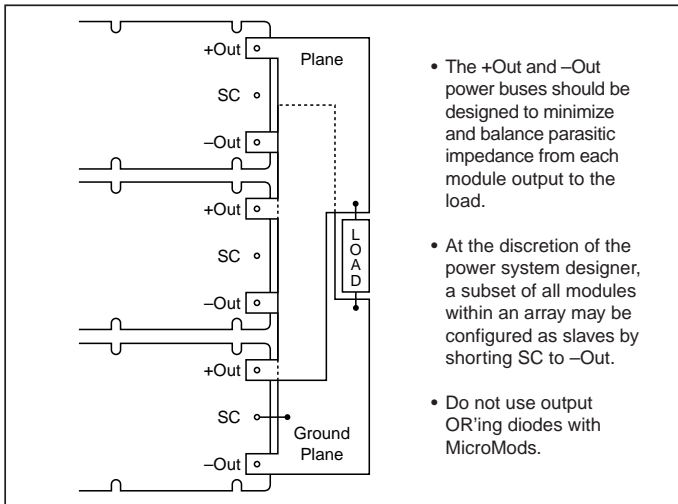 +Out
Plane
SC
–Out
+Out
SC
–Out
LOAD
+Out
SC
Ground
Plane
–Out
• The +Out and –Out
power buses should be
designed to minimize
and balance parasitic
impedance from each
module output to the
load.
• At the discretion of the
power system designer,
a subset of all modules
within an array may be
configured as slaves by
shorting SC to –Out.
• Do not use output
OR'ing diodes with
MicroMods.